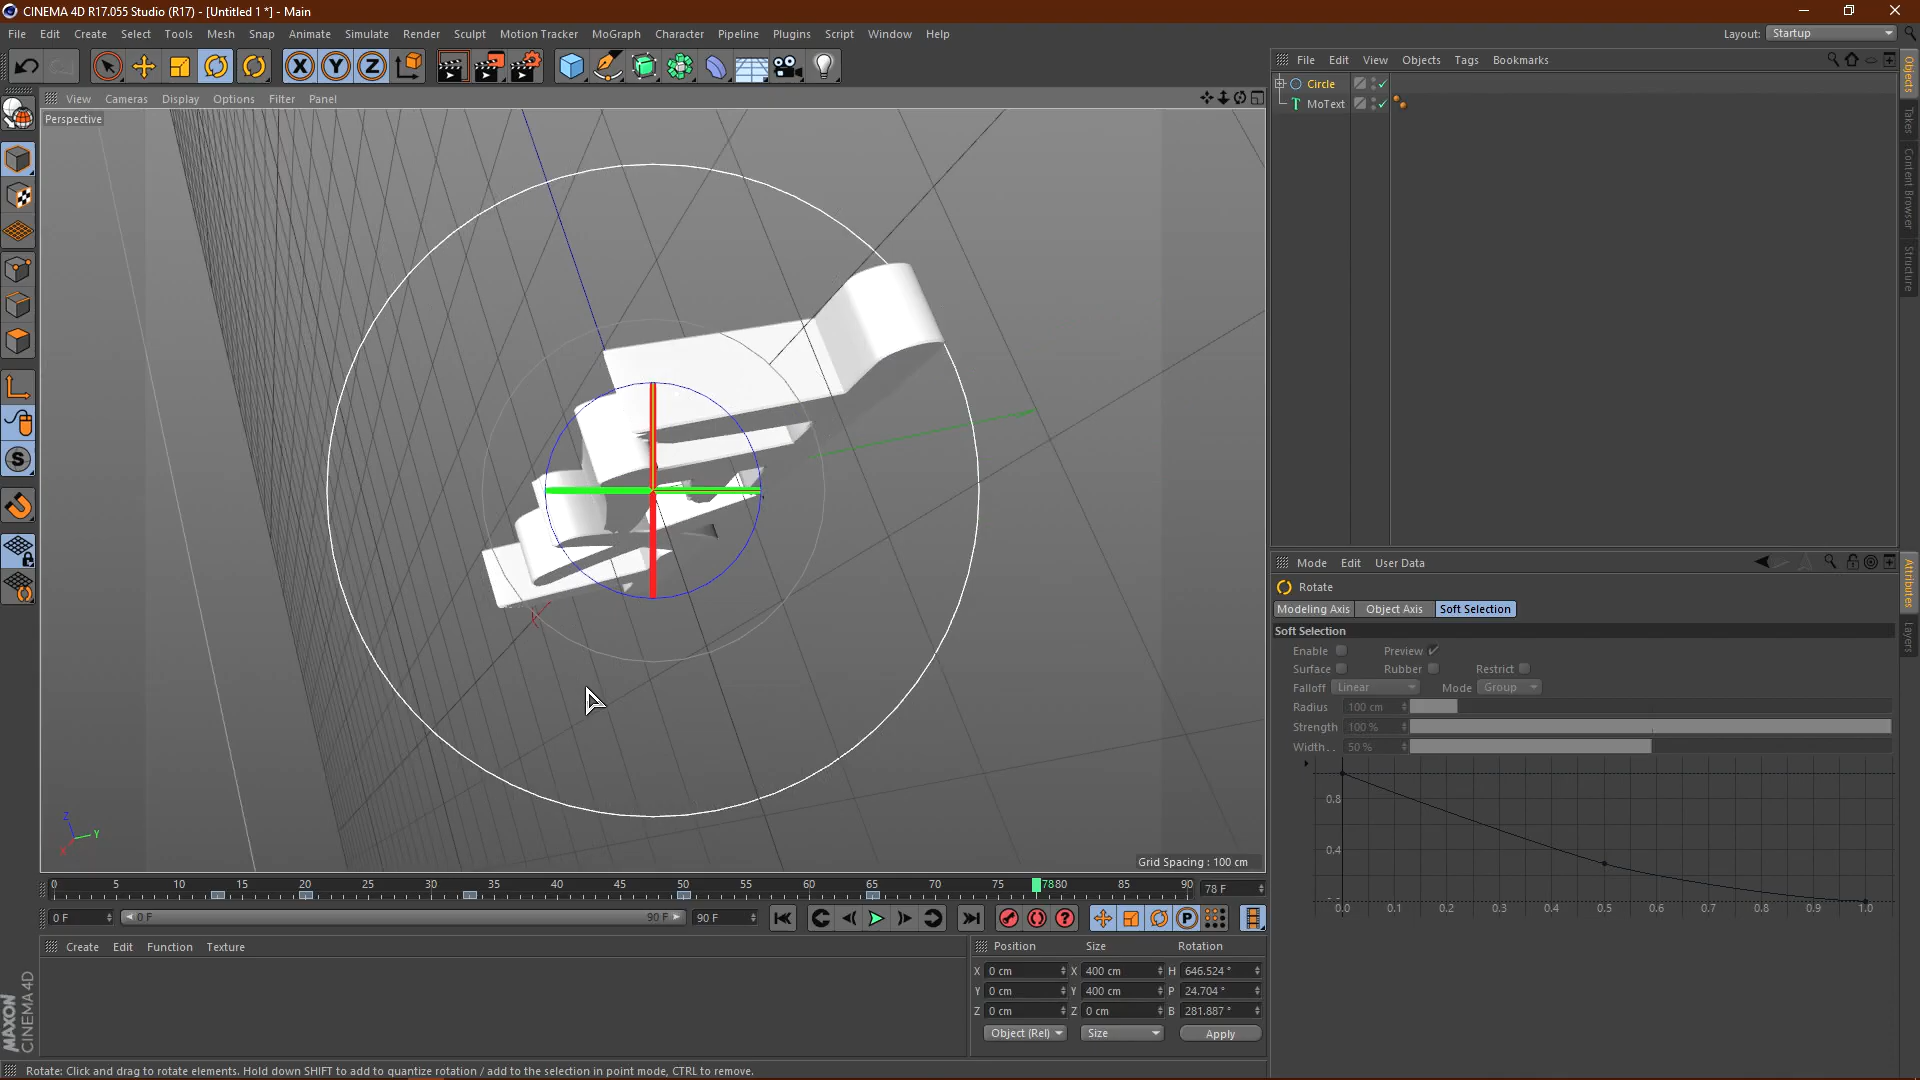 CINEMA 4D R17.055 Studio (R17) - [Untitled 1 *] - Main
File Edit Create Select Tools Mesh Snap Animate Simulate Render Sculpt Motion Tracker MoGraph Character Pipeline Plugins Script Window Help Layout: Startup
X Y Z
File Edit View Objects Tags Bookmarks
View Cameras Display Options Filter Panel
Circle
MoText
Perspective
Objects
Takes
Content Browser
Structure
Mode Edit User Data
Rotate
Modeling Axis Object Axis Soft Selection
Soft Selection
Enable Preview
Surface Rubber Restrict
Falloff Linear Mode Group
Radius 100 cm
Strength 100 %
Width . . 50 %
0.8
0.4
0.0 0.1 0.2 0.3 0.4 0.5 0.6 0.7 0.8 0.9 1.0
Attributes
Layers
Z Y X
Grid Spacing : 100 cm
0 5 10 15 20 25 30 35 40 45 50 55 60 65 70 75 78 80 85 90 78 F
0 F 0 F 90 F 90 F
Create Edit Function Texture
Position Size Rotation
X 0 cm X 400 cm H 646.524 °
Y 0 cm Y 400 cm P 24.704 °
Z 0 cm Z 0 cm B 281.887 °
Object (Rel) Size Apply
MAXON
CINEMA 4D
Rotate: Click and drag to rotate elements. Hold down SHIFT to add to quantize rotation / add to the selection in point mode, CTRL to remove.